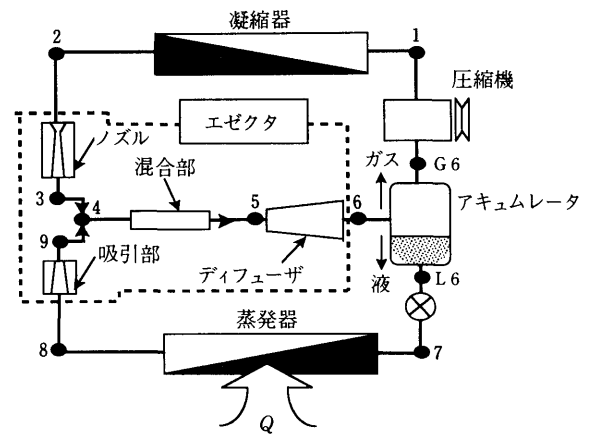 凝縮器
2
1
圧縮機
エゼクタ
ノズル
ガス
G6
混合部
3
4
5
6
アキュムレータ
9
吸引部
ディフューザ
液
L6
蒸発器
8
7
Q